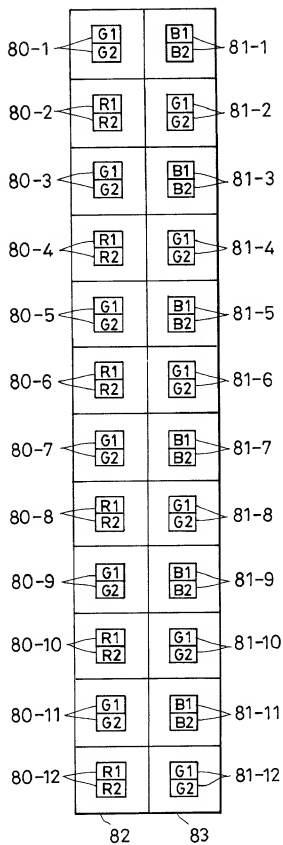 80-1 G1 B1 81-1
G2 B2
80-2 R1 G1 81-2
R2 G2
80-3 G1 B1 81-3
G2 B2
80-4 R1 G1 81-4
R2 G2
80-5 G1 B1 81-5
G2 B2
80-6 R1 G1 81-6
R2 G2
80-7 G1 B1 81-7
G2 B2
80-8 R1 G1 81-8
R2 G2
80-9 G1 B1 81-9
G2 B2
80-10 R1 G1 81-10
R2 G2
80-11 G1 B1 81-11
G2 B2
80-12 R1 G1 81-12
R2 G2
82 83